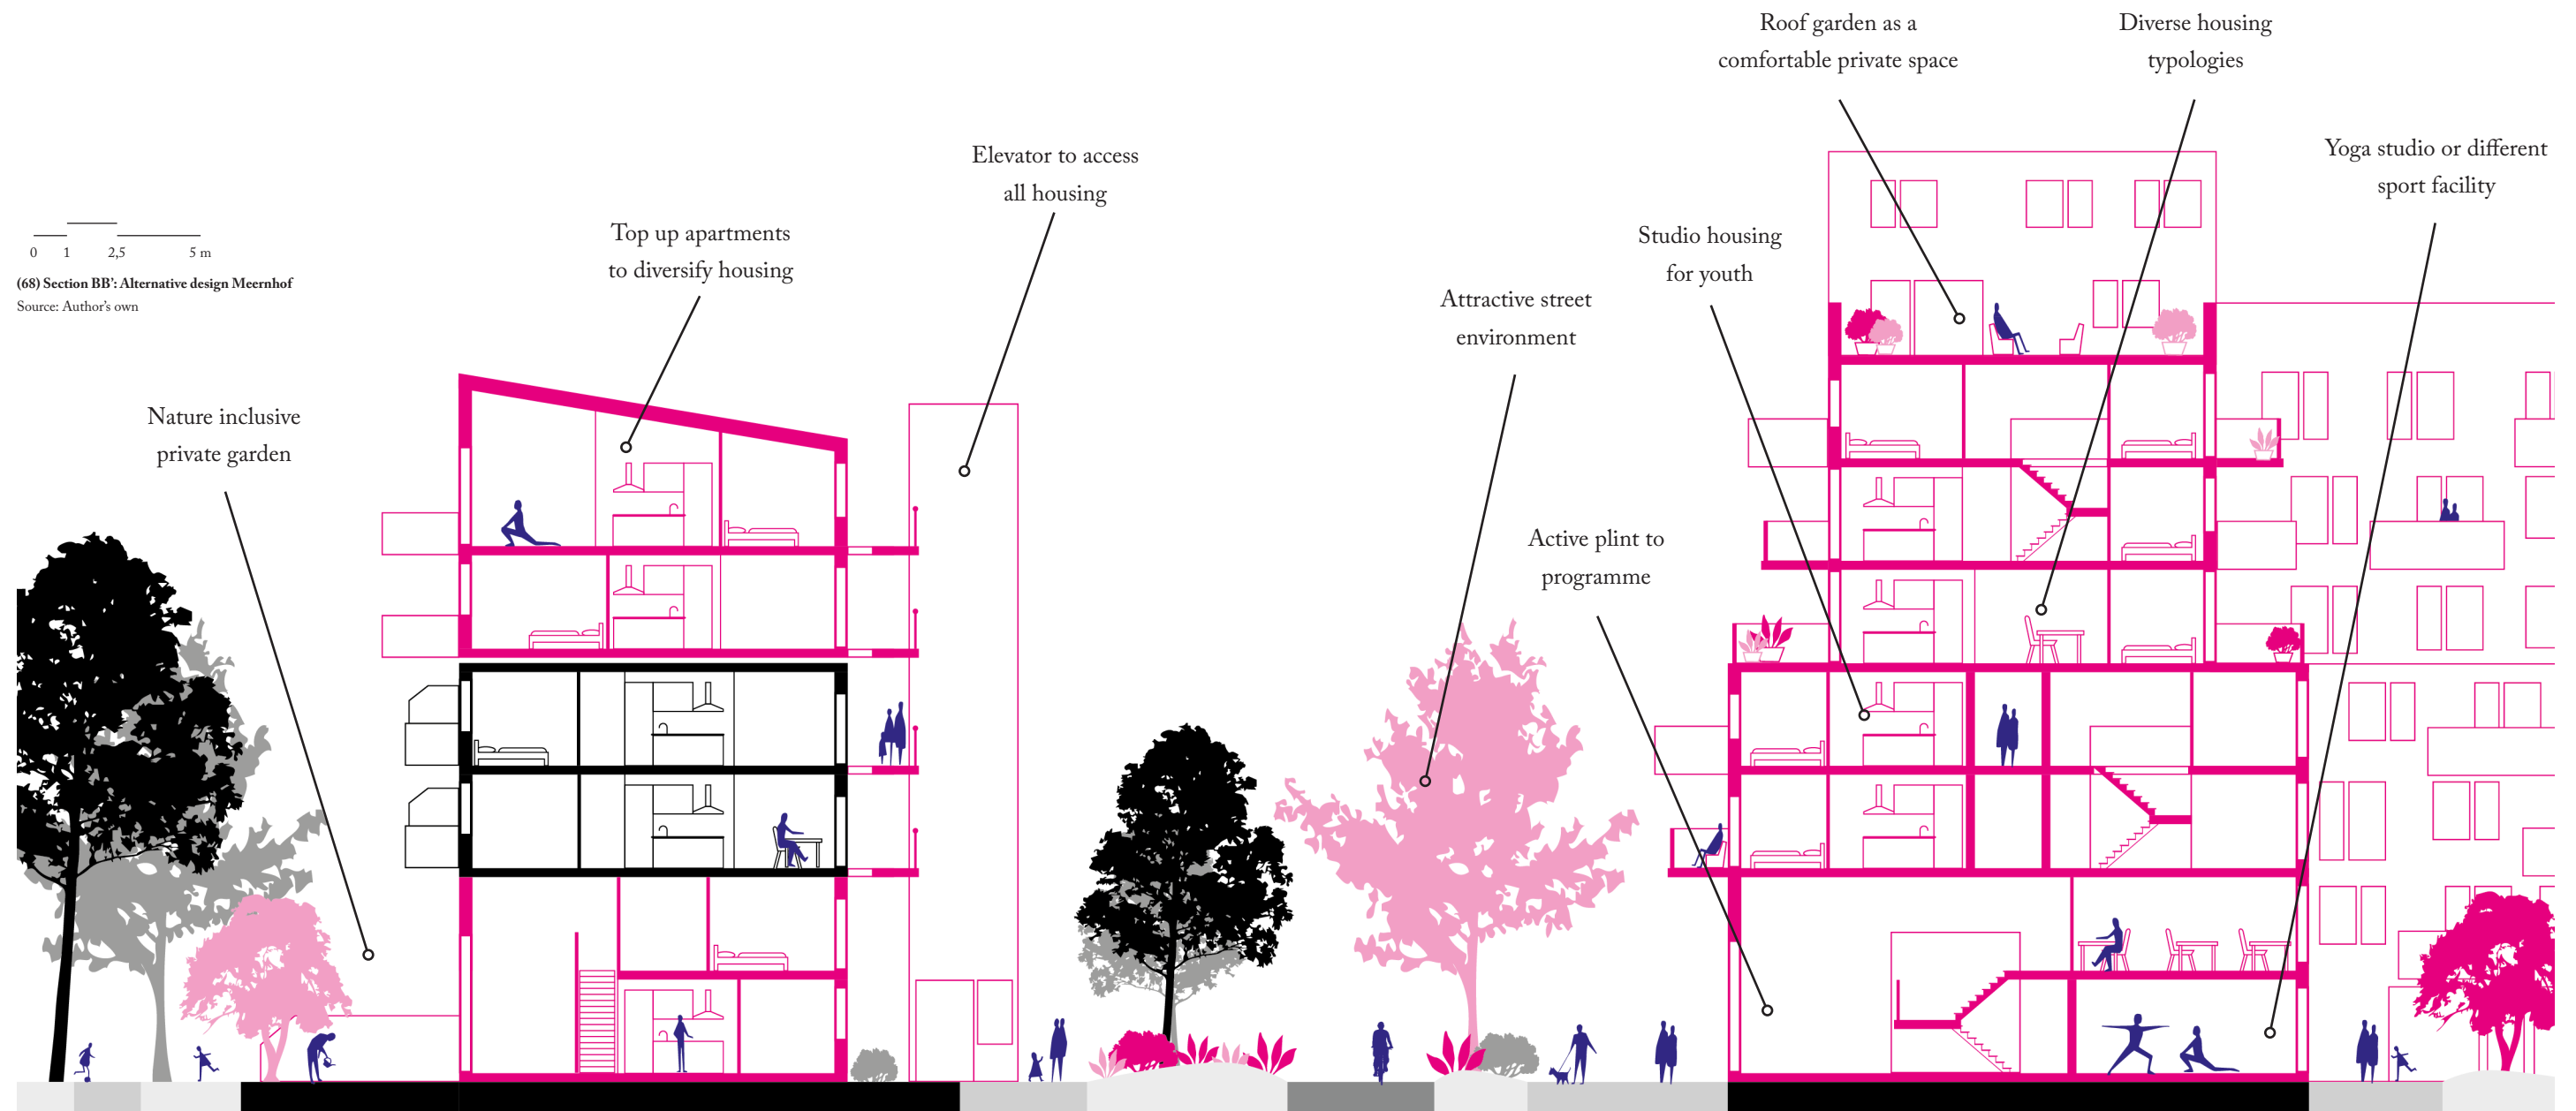 Roof garden as a
comfortable private space
Diverse housing
typologies
Yoga studio or different
sport facility
Elevator to access
all housing
Top up apartments
to diversify housing
Studio housing
for youth
Attractive street
environment
0 1 2,5 5 m
(68) Section BB': Alternative design Meernhof
Source: Author's own
Nature inclusive
private garden
Active plint to
programme